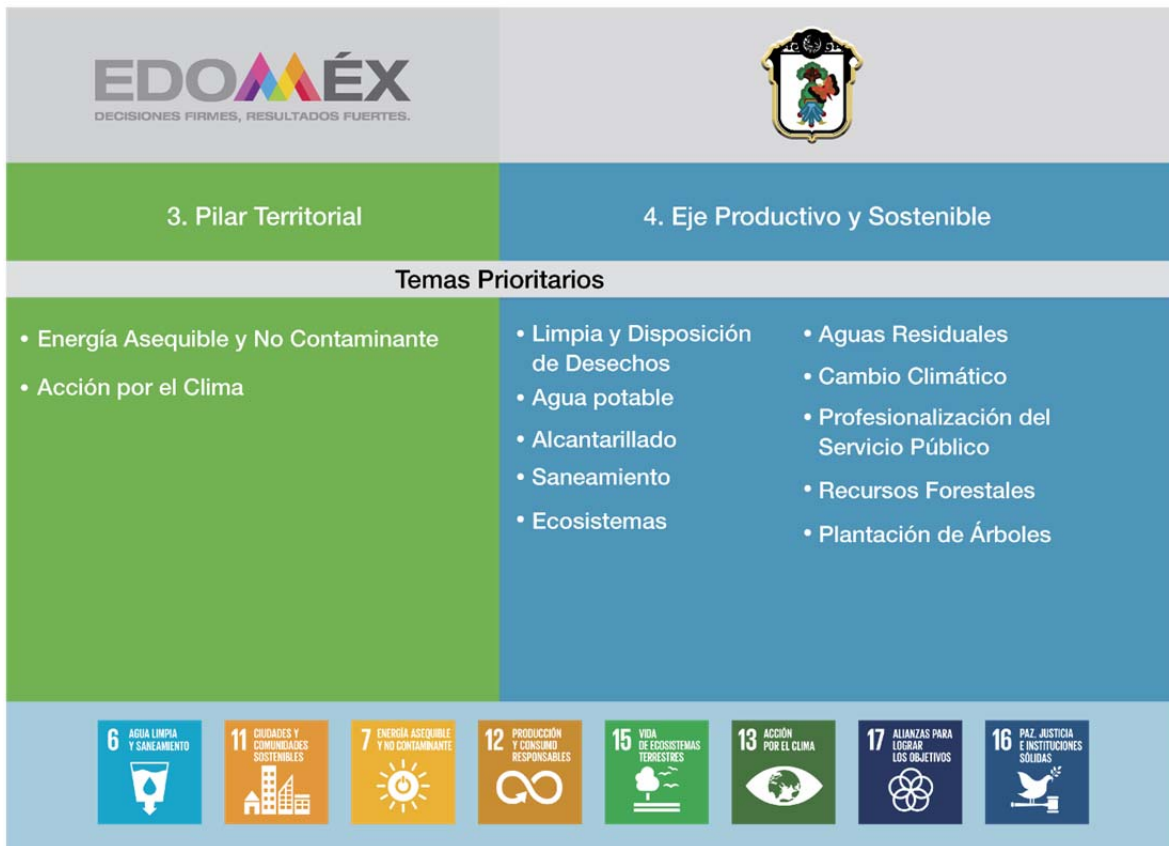 EDOMÉX
DECISIONES FIRMES, RESULTADOS FUERTES.
3. Pilar Territorial
4. Eje Productivo y Sostenible
Temas Prioritarios
• Energía Asequible y No Contaminante
• Acción por el Clima
• Limpia y Disposición
de Desechos
• Agua potable
• Alcantarillado
• Saneamiento
• Ecosistemas
• Aguas Residuales
• Cambio Climático
• Profesionalización del
Servicio Público
• Recursos Forestales
• Plantación de Árboles
6 AGUA LIMPIA
Y SANEAMIENTO
11 CIUDADES Y
COMUNIDADES
SOSTENIBLES
7 ENERGÍA ASEQUIBLE
Y NO CONTAMINANTE
12 PRODUCCIÓN
Y CONSUMO
RESPONSABLES
15 VIDA
DE ECOSISTEMAS
TERRESTRES
13 ACCIÓN
POR EL CLIMA
17 ALIANZAS PARA
LOGRAR
LOS OBJETIVOS
16 PAZ, JUSTICIA
E INSTITUCIONES
SÓLIDAS